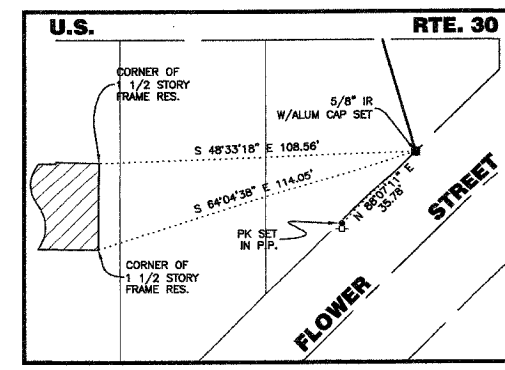 U.S. RTE. 30
CORNER OF
1 1/2 STORY
FRAME RES.
5/8" IR
W/ALUM CAP SET
S 48°33'18" E 108.56'
S 64°04'38" E 114.05'
N 88°07'11" E
35.78'
PK SET
IN P.P.
CORNER OF
1 1/2 STORY
FRAME RES.
FLOWER STREET